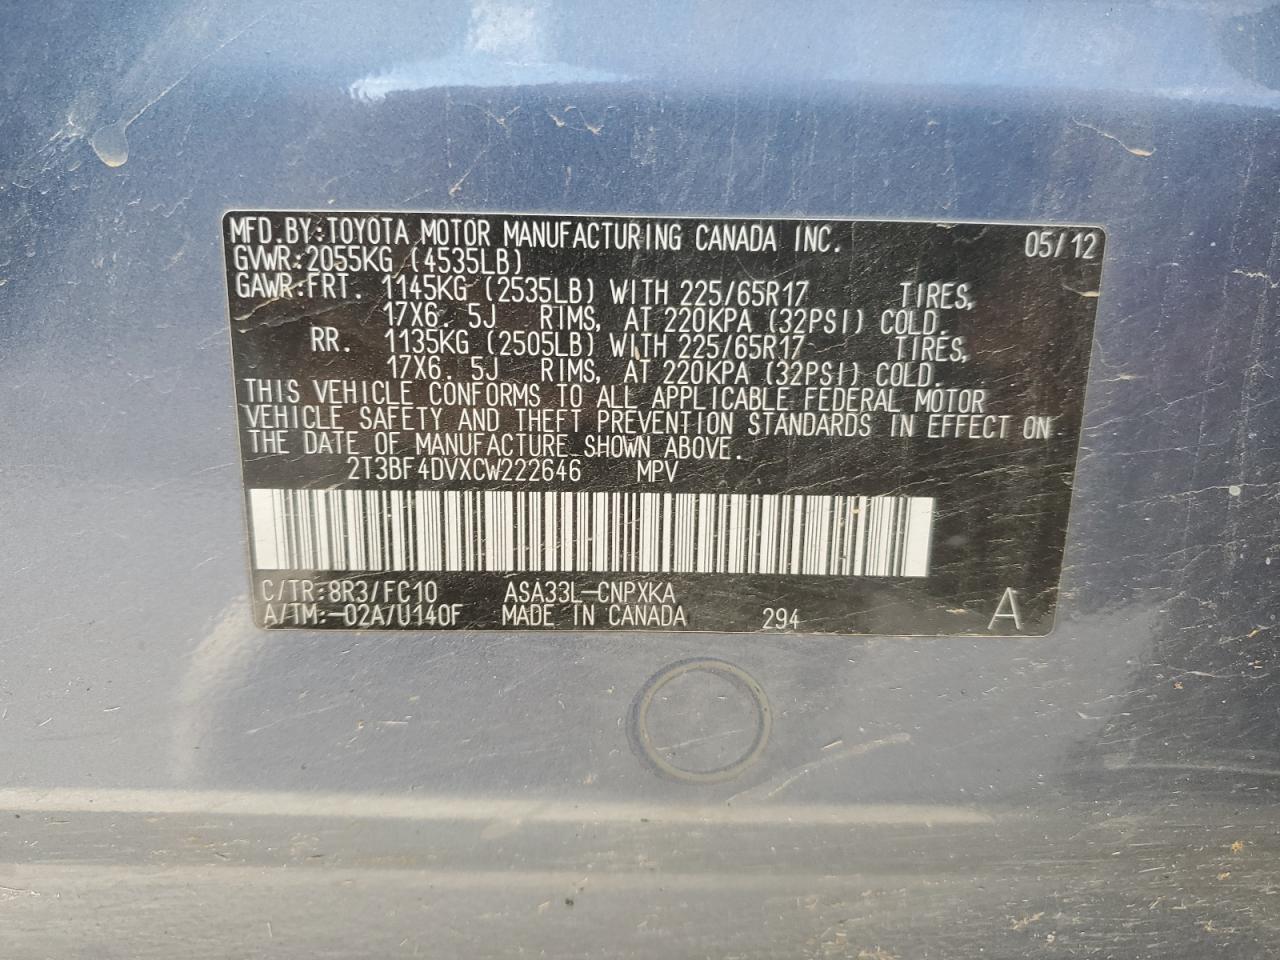 MFD.BY:TOYOTA MOTOR MANUFACTURING CANADA INC. 05/12
GVWR:2055KG (4535LB)
GAWR:FRT. 1145KG (2535LB) WITH 225/65R17 TIRES,
17X6. 5J RIMS, AT 220KPA (32PSI) COLD.
RR. 1135KG (2505LB) WITH 225/65R17 TIRES,
17X6. 5J RIMS, AT 220KPA (32PSI) COLD.
THIS VEHICLE CONFORMS TO ALL APPLICABLE FEDERAL MOTOR
VEHICLE SAFETY AND THEFT PREVENTION STANDARDS IN EFFECT ON
THE DATE OF MANUFACTURE SHOWN ABOVE.
2T3BF4DVXCW222646 MPV
C/TR:8R3/FC10 ASA33L-CNPXKA
A/TM:-02A/U140F MADE IN CANADA 294 A